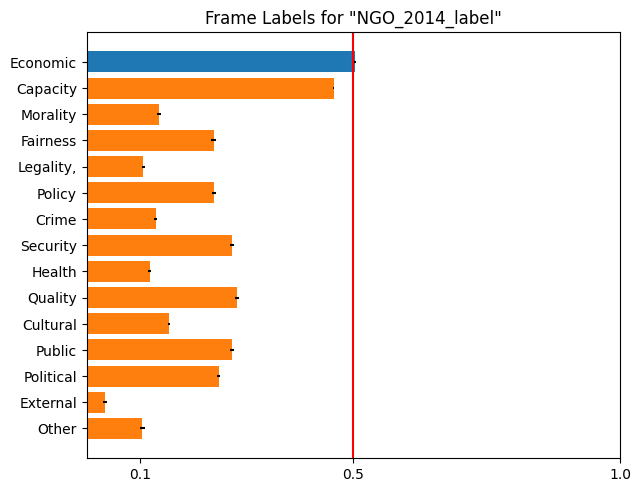 Frame Labels for "NGO_2014_label"
Economic
Capacity
Morality
Fairness
Legality,
Policy
Crime
Security
Health
Quality
Cultural
Public
Political
External
Other
0.1 0.5 1.0